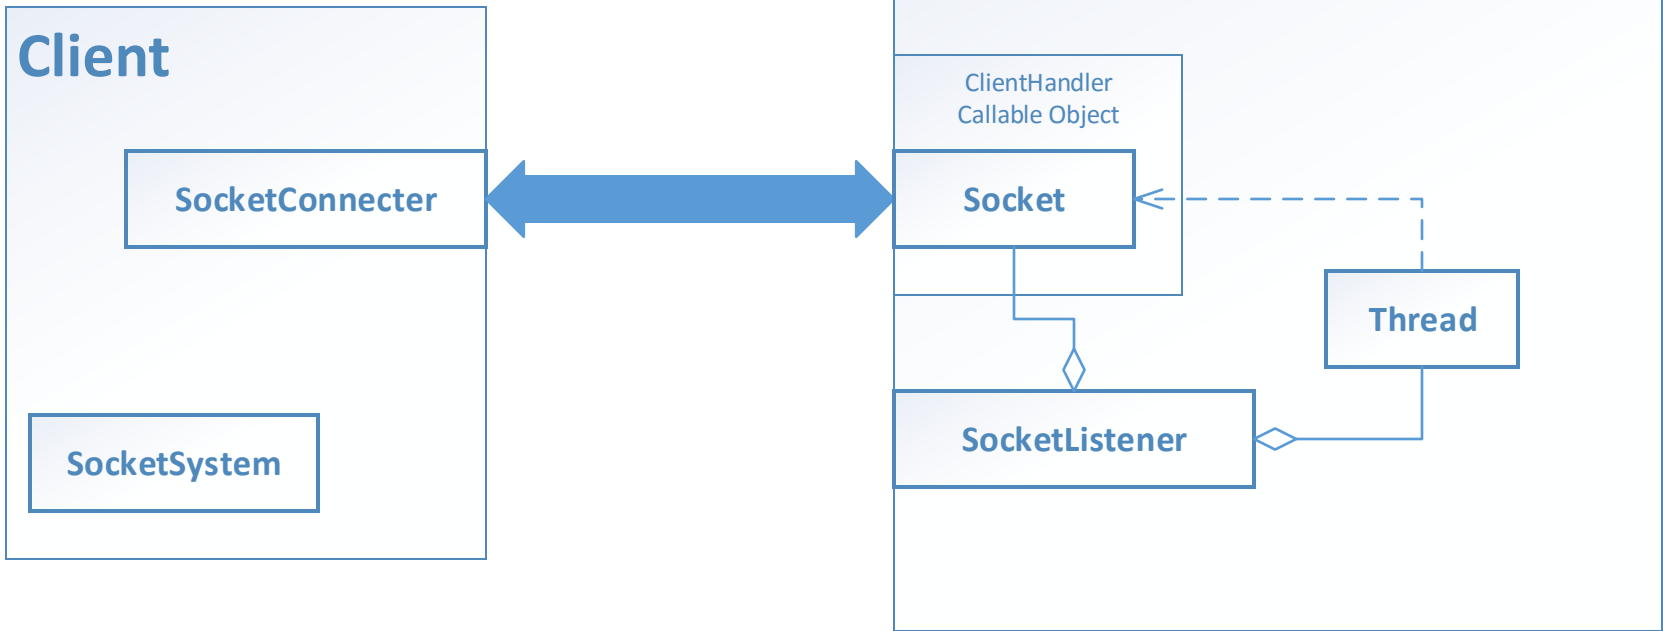 Client
SocketConnecter
SocketSystem
ClientHandler
Callable Object
Socket
Thread
SocketListener